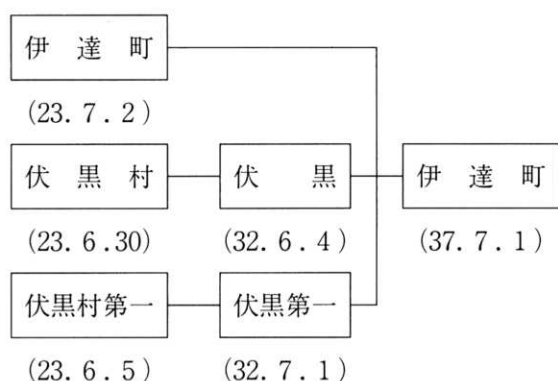 伊達町
(23.7.2)
伏黒村 伏黒 伊達町
(23.6.30) (32.6.4) (37.7.1)
伏黒村第一 伏黒第一
(23.6.5) (32.7.1)